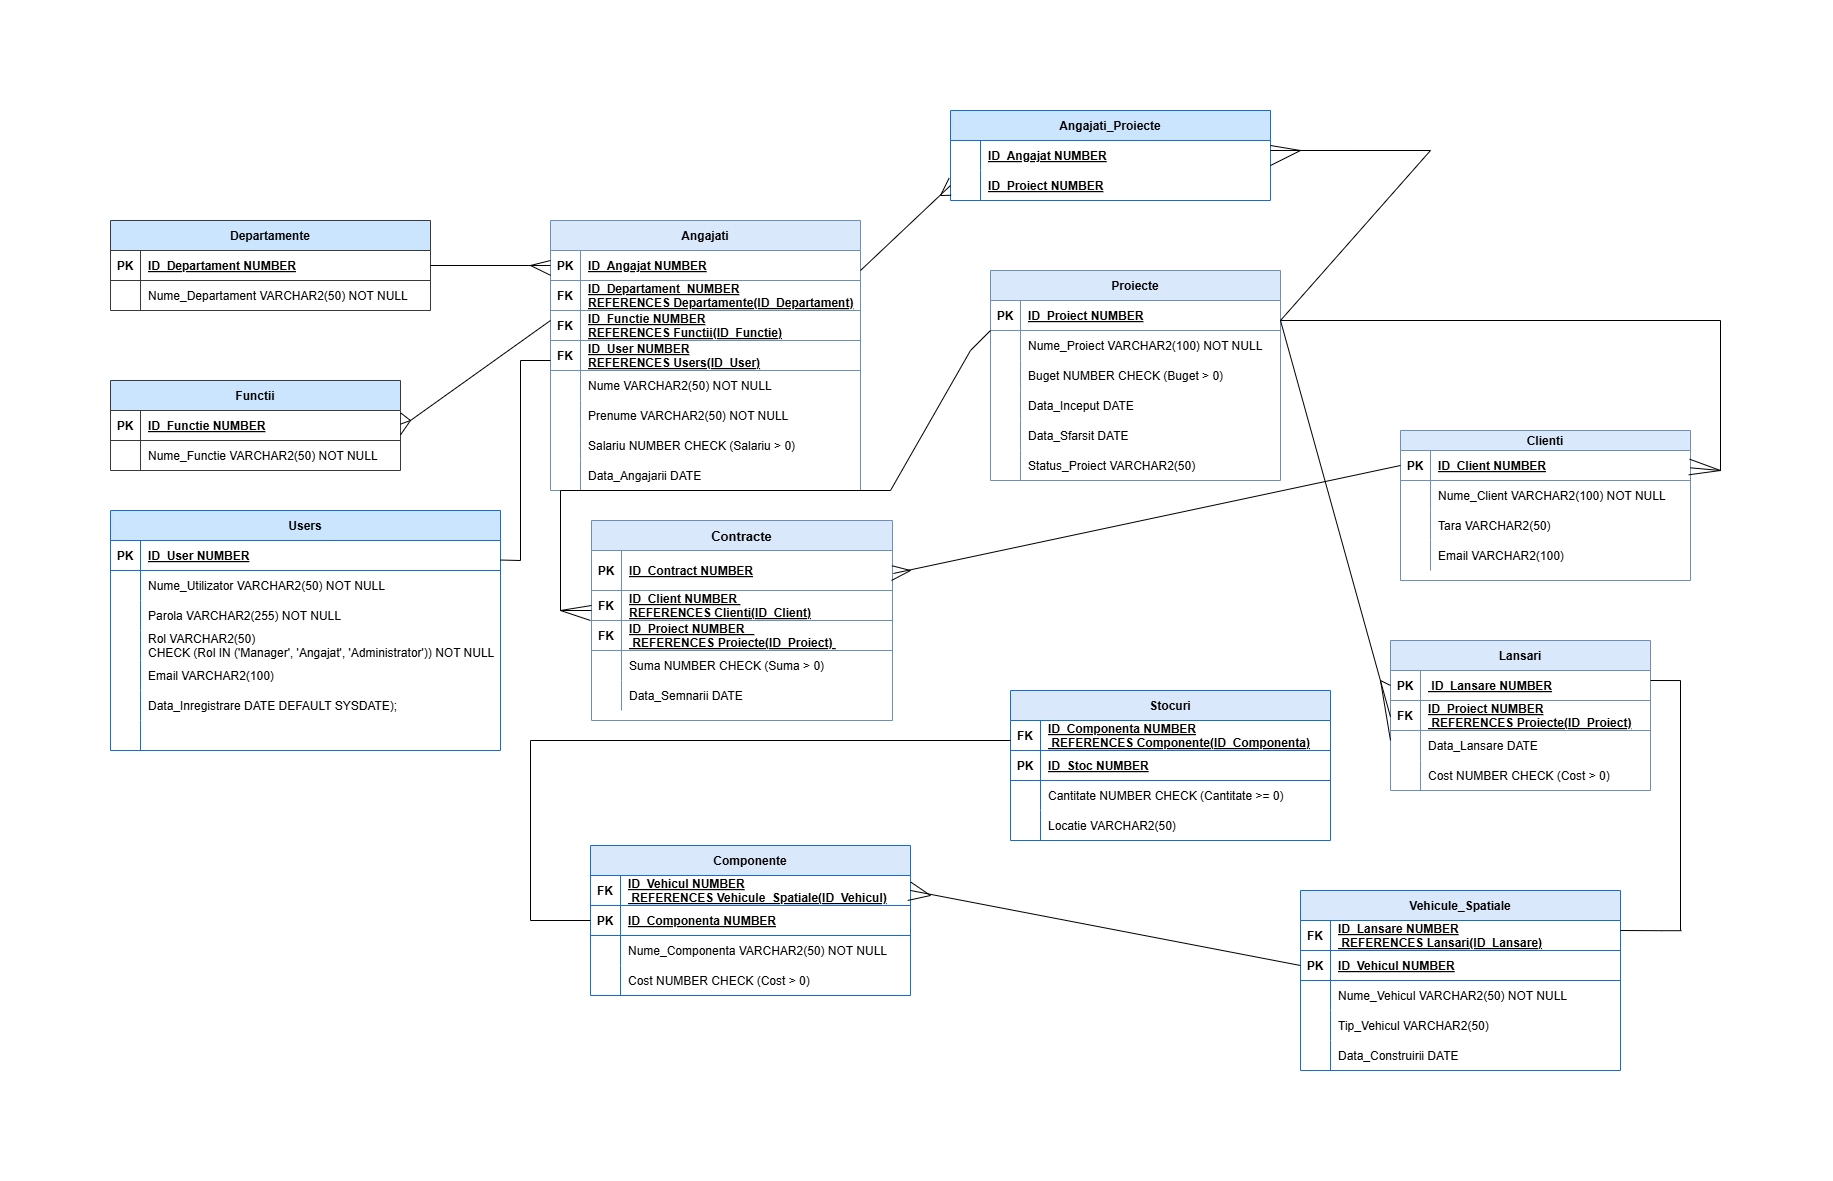 Angajati_Proiecte
ID_Angajat NUMBER
ID_Proiect NUMBER
Departamente
PK ID_Departament NUMBER
Nume_Departament VARCHAR2(50) NOT NULL
Angajati
PK ID_Angajat NUMBER
FK ID_Departament NUMBER
REFERENCES Departamente(ID_Departament)
FK ID_Functie NUMBER
REFERENCES Functii(ID_Functie)
FK ID_User NUMBER
REFERENCES Users(ID_User)
Nume VARCHAR2(50) NOT NULL
Prenume VARCHAR2(50) NOT NULL
Salariu NUMBER CHECK (Salariu > 0)
Data_Angajarii DATE
Proiecte
PK ID_Proiect NUMBER
Nume_Proiect VARCHAR2(100) NOT NULL
Buget NUMBER CHECK (Buget > 0)
Data_Inceput DATE
Data_Sfarsit DATE
Status_Proiect VARCHAR2(50)
Functii
PK ID_Functie NUMBER
Nume_Functie VARCHAR2(50) NOT NULL
Clienti
PK ID_Client NUMBER
Nume_Client VARCHAR2(100) NOT NULL
Tara VARCHAR2(50)
Email VARCHAR2(100)
Users
PK ID_User NUMBER
Nume_Utilizator VARCHAR2(50) NOT NULL
Parola VARCHAR2(255) NOT NULL
Rol VARCHAR2(50)
CHECK (Rol IN ('Manager', 'Angajat', 'Administrator')) NOT NULL
Email VARCHAR2(100)
Data_Inregistrare DATE DEFAULT SYSDATE);
Contracte
PK ID_Contract NUMBER
FK ID_Client NUMBER
REFERENCES Clienti(ID_Client)
FK ID_Proiect NUMBER
REFERENCES Proiecte(ID_Proiect)
Suma NUMBER CHECK (Suma > 0)
Data_Semnarii DATE
Lansari
PK ID_Lansare NUMBER
FK ID_Proiect NUMBER
REFERENCES Proiecte(ID_Proiect)
Data_Lansare DATE
Cost NUMBER CHECK (Cost > 0)
Stocuri
FK ID_Componenta NUMBER
REFERENCES Componente(ID_Componenta)
PK ID_Stoc NUMBER
Cantitate NUMBER CHECK (Cantitate >= 0)
Locatie VARCHAR2(50)
Componente
FK ID_Vehicul NUMBER
REFERENCES Vehicule_Spatiale(ID_Vehicul)
PK ID_Componenta NUMBER
Nume_Componenta VARCHAR2(50) NOT NULL
Cost NUMBER CHECK (Cost > 0)
Vehicule_Spatiale
FK ID_Lansare NUMBER
REFERENCES Lansari(ID_Lansare)
PK ID_Vehicul NUMBER
Nume_Vehicul VARCHAR2(50) NOT NULL
Tip_Vehicul VARCHAR2(50)
Data_Construirii DATE